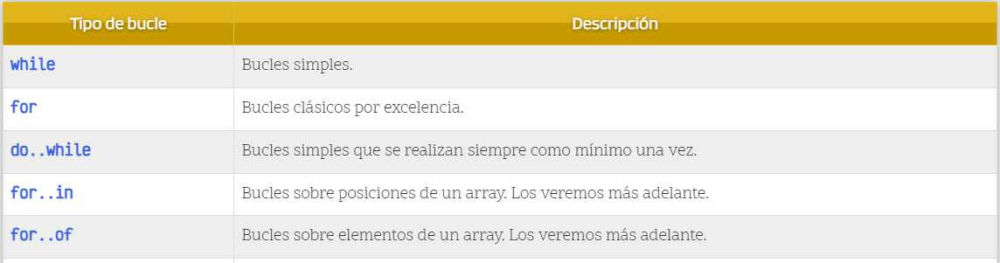 Tipo de bucle Descripción
while Bucles simples.
for Bucles clásicos por excelencia.
do..while Bucles simples que se realizan siempre como mínimo una vez.
for..in Bucles sobre posiciones de un array. Los veremos más adelante.
for..of Bucles sobre elementos de un array. Los veremos más adelante.